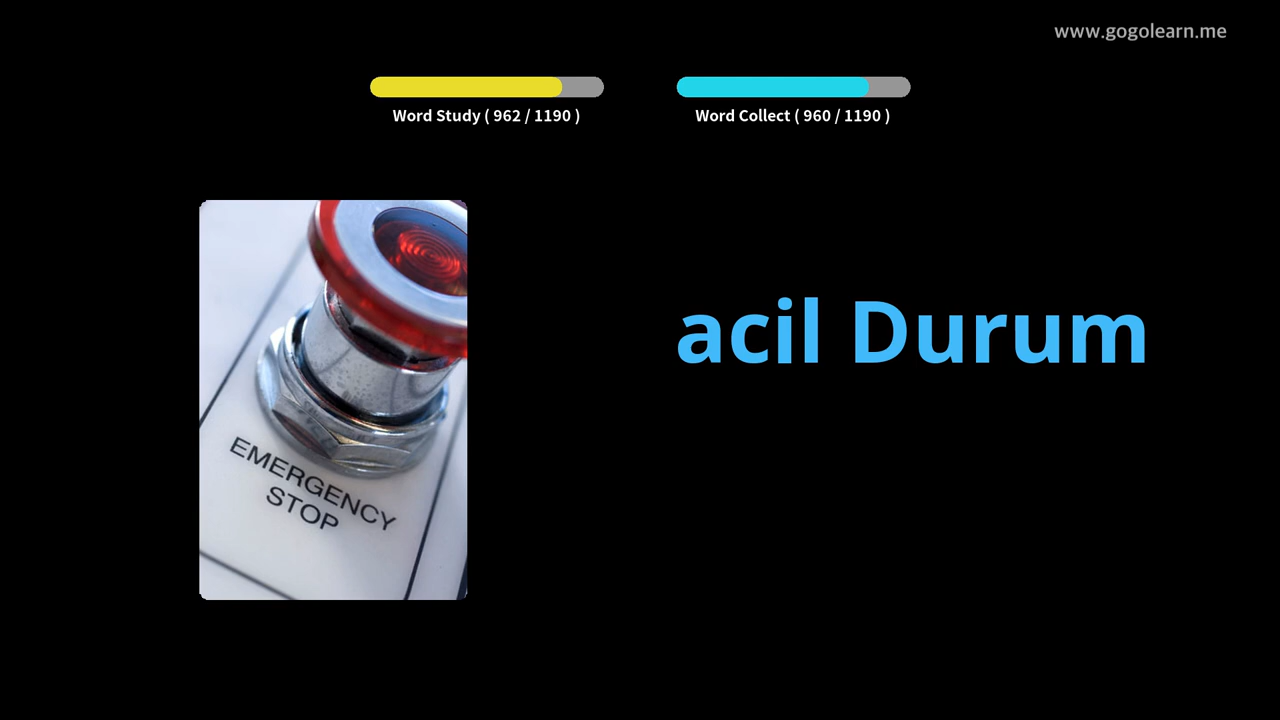 www.gogolearn.me
Word Study ( 962 / 1190 )
Word Collect ( 960 / 1190 )
acil Durum
EMERGENCY
STOP